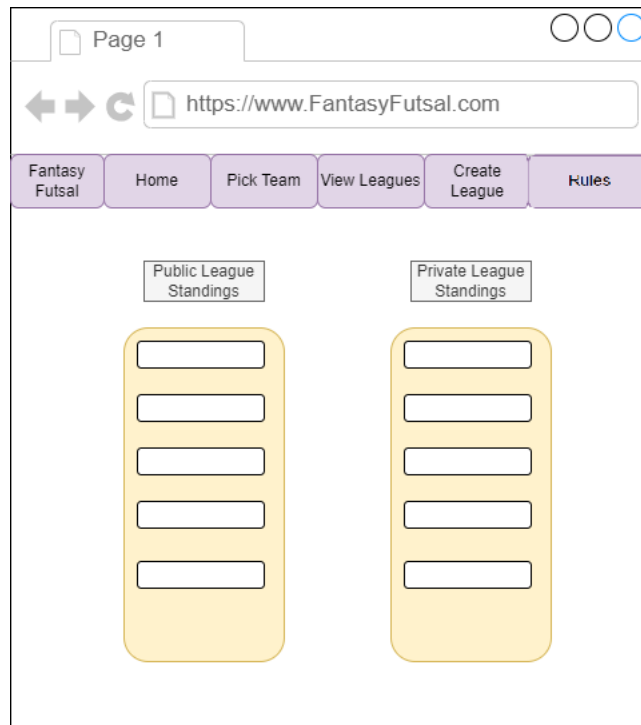 Page 1
https://www.FantasyFutsal.com
Fantasy
Futsal
Home
Pick Team
View Leagues
Create
League
Rules
Public League
Standings
Private League
Standings